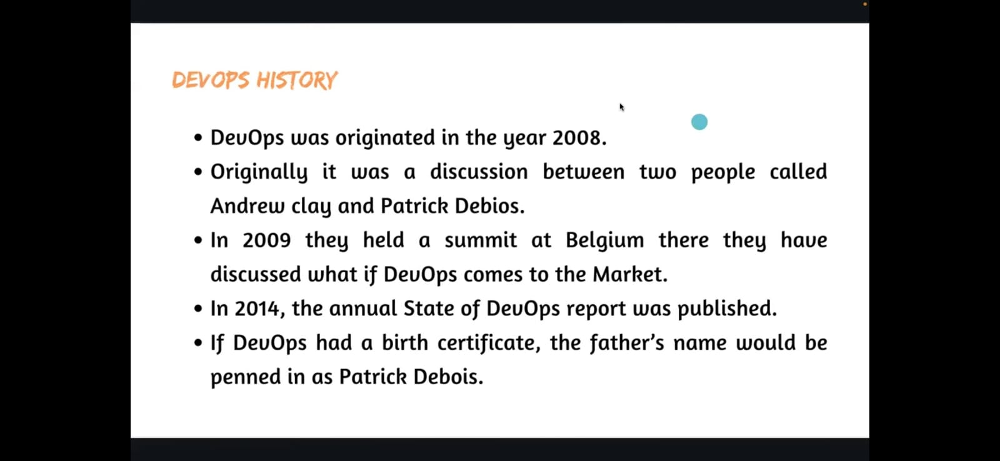 DEVOPS HISTORY
• DevOps was originated in the year 2008.
• Originally it was a discussion between two people called
Andrew clay and Patrick Debios.
• In 2009 they held a summit at Belgium there they have
discussed what if DevOps comes to the Market.
• In 2014, the annual State of DevOps report was published.
• If DevOps had a birth certificate, the father's name would be
penned in as Patrick Debois.